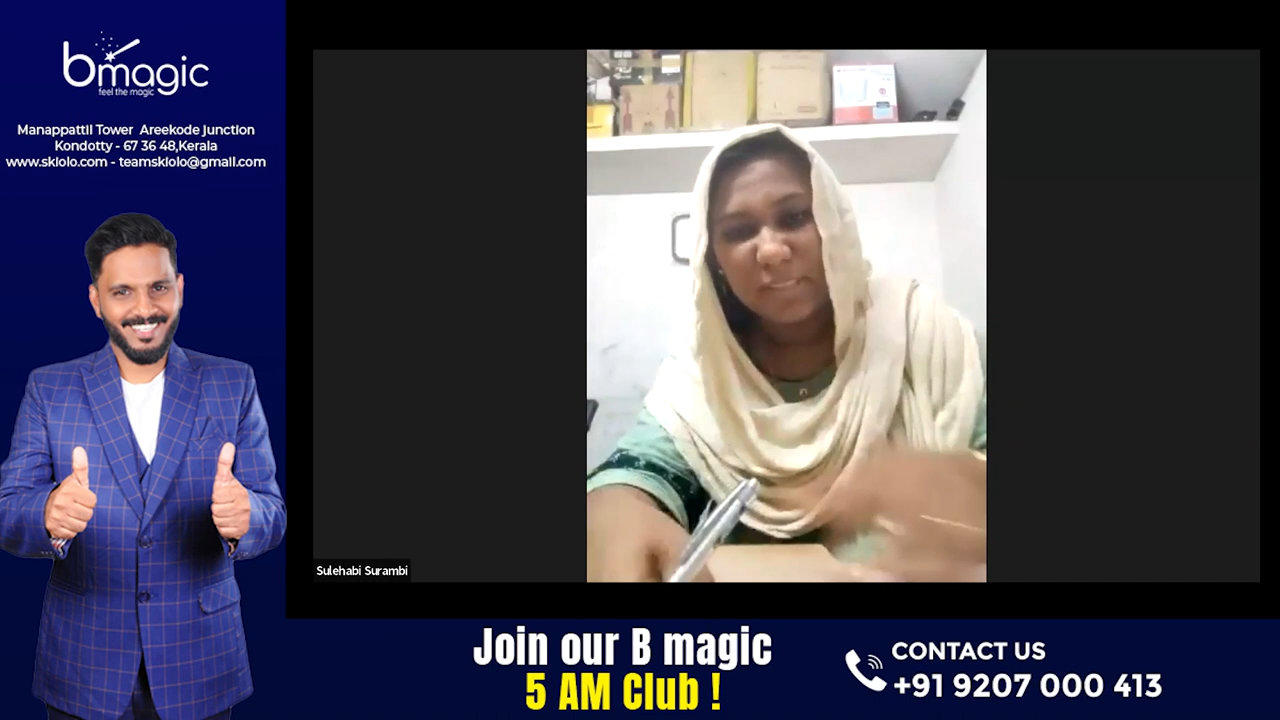 bmagic
feel the magic
Manappattil Tower Areekode Junction
Kondotty - 67 36 48,Kerala
www.sklolo.com - teamsklolo@gmail.com
Sulehabi Surambi
Join our B magic
5 AM Club !
CONTACT US
+91 9207 000 413